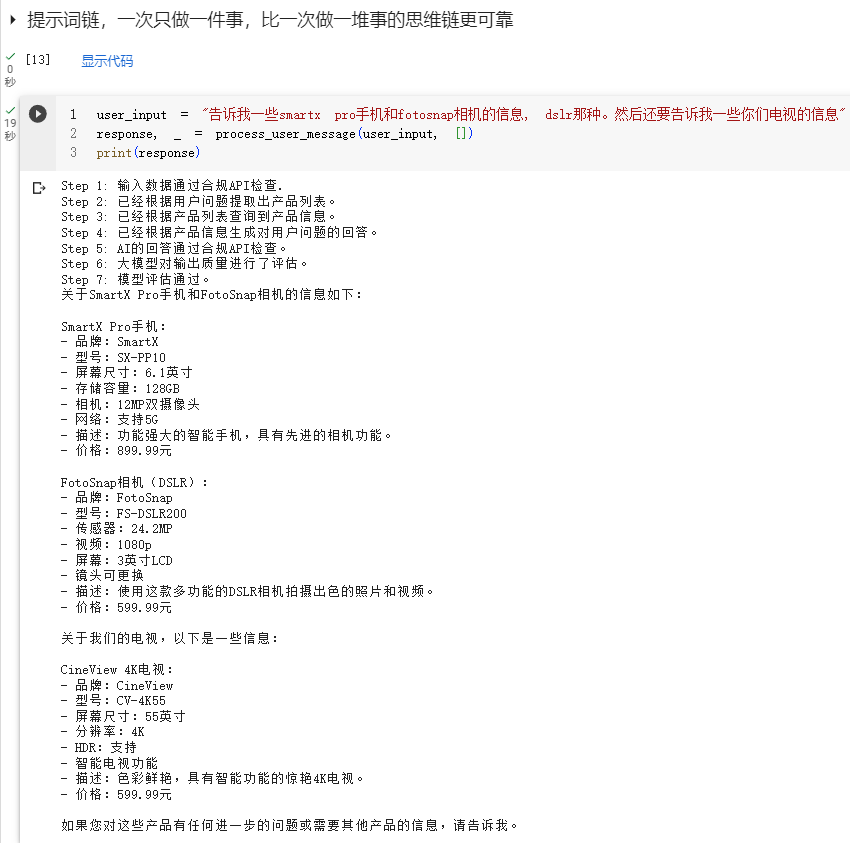 提示词链，一次只做一件事，比一次做一堆事的思维链更可靠
[13] 显示代码
0
秒
19
秒
1 user_input = "告诉我一些smartx pro手机和fotosnap相机的信息, dslr那种。然后还要告诉我一些你们电视的信息"
2 response, _ = process_user_message(user_input, [])
3 print(response)
Step 1: 输入数据通过合规API检查.
Step 2: 已经根据用户问题提取出产品列表。
Step 3: 已经根据产品列表查询到产品信息。
Step 4: 已经根据产品信息生成对用户问题的回答。
Step 5: AI的回答通过合规API检查。
Step 6: 大模型对输出质量进行了评估。
Step 7: 模型评估通过。
关于SmartX Pro手机和FotoSnap相机的信息如下：
SmartX Pro手机：
- 品牌：SmartX
- 型号：SX-PP10
- 屏幕尺寸：6.1英寸
- 存储容量：128GB
- 相机：12MP双摄像头
- 网络：支持5G
- 描述：功能强大的智能手机，具有先进的相机功能。
- 价格：899.99元
FotoSnap相机（DSLR）：
- 品牌：FotoSnap
- 型号：FS-DSLR200
- 传感器：24.2MP
- 视频：1080p
- 屏幕：3英寸LCD
- 镜头可更换
- 描述：使用这款多功能的DSLR相机拍摄出色的照片和视频。
- 价格：599.99元
关于我们的电视，以下是一些信息：
CineView 4K电视：
- 品牌：CineView
- 型号：CV-4K55
- 屏幕尺寸：55英寸
- 分辨率：4K
- HDR：支持
- 智能电视功能
- 描述：色彩鲜艳，具有智能功能的惊艳4K电视。
- 价格：599.99元
如果您对这些产品有任何进一步的问题或需要其他产品的信息，请告诉我。